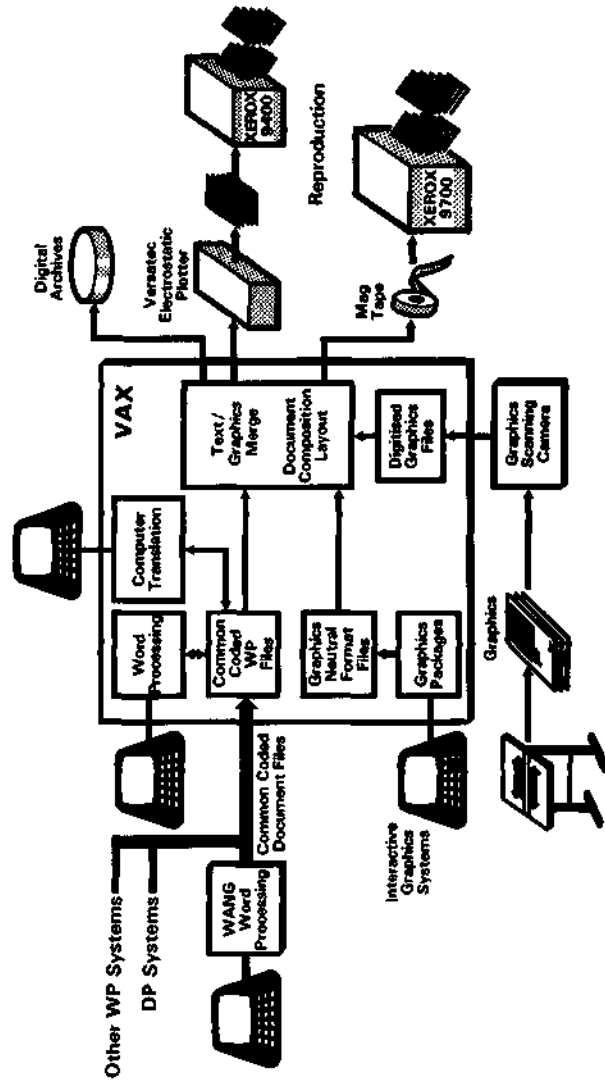 Other WP Systems
DP Systems
WANG
Word
Processing
Common Coded
Document Files
VAX
Word
Processing
Computer
Translation
Common
Coded
WP
Files
Graphics
Neutral
Format
Files
Graphics
Packages
Interactive
Graphics
Systems
Text /
Graphics
Merge
Document
Composition
Layout
Digitised
Graphics
Files
Graphics
Scanning
Camera
Graphics
Digital
Archives
Versatec
Electrostatic
Plotter
XEROX
9400
Reproduction
Mag
Tape
XEROX
9700